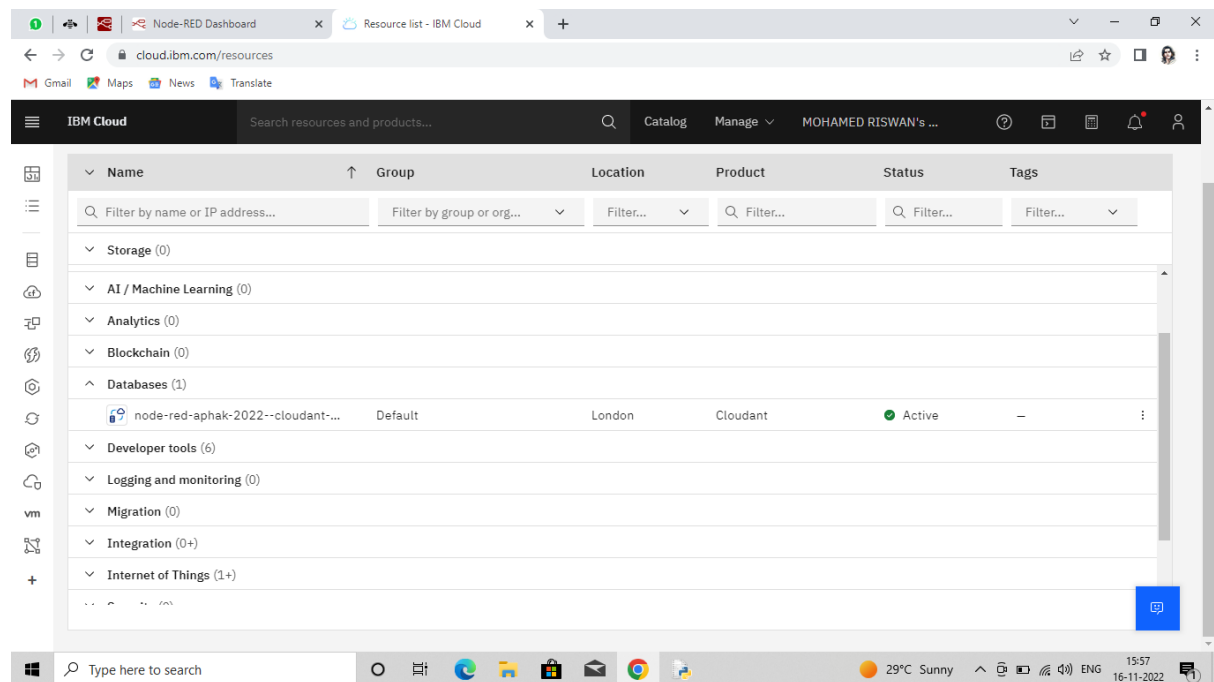 Node-RED Dashboard Resource list - IBM Cloud
cloud.ibm.com/resources
Gmail Maps News Translate
IBM Cloud Search resources and products... Catalog Manage MOHAMED RISWAN's ...
Name Group Location Product Status Tags
Filter by name or IP address... Filter by group or org... Filter... Filter... Filter... Filter...
Storage (0)
AI / Machine Learning (0)
Analytics (0)
Blockchain (0)
Databases (1)
node-red-aphak-2022--cloudant-... Default London Cloudant Active –
Developer tools (6)
Logging and monitoring (0)
vm Migration (0)
Integration (0+)
Internet of Things (1+)
Type here to search 29°C Sunny ENG 15:57
16-11-2022